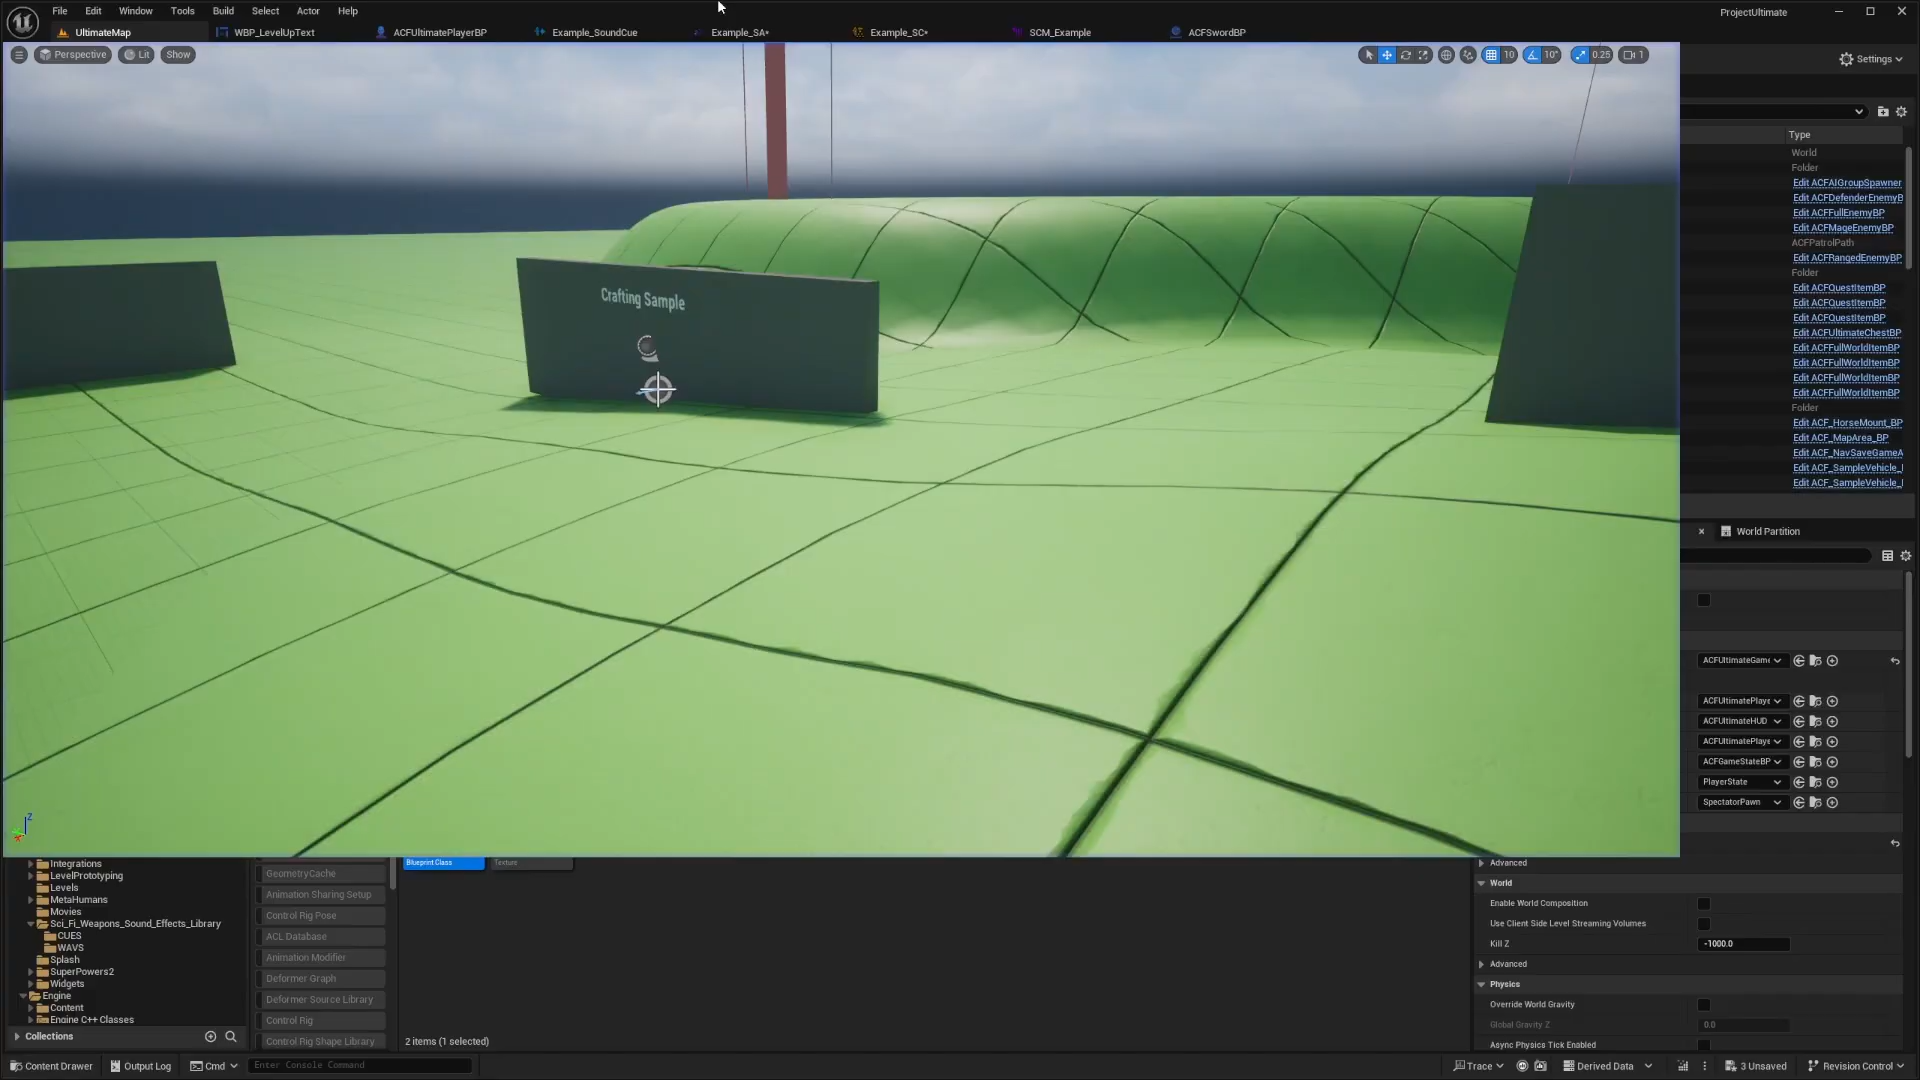 File Edit Window Tools Build Select Actor Help
ProjectUltimate
UltimateMap WBP_LevelUpText ACFUltimatePlayerBP Example_SoundCue Example_SA* Example_SC* SCM_Example ACFSwordBP
Perspective Lit Show
10 10° 0.25 1
Settings
Type
World
Folder
Edit ACFAIGroupSpawner
Edit ACFDefenderEnemyB
Edit ACFFullEnemyBP
Edit ACFMageEnemyBP
ACFPatrolPath
Edit ACFRangedEnemyBP
Folder
Edit ACFQuestItemBP
Edit ACFQuestItemBP
Edit ACFQuestItemBP
Edit ACFUltimateChestBP
Edit ACFFullWorldItemBP
Edit ACFFullWorldItemBP
Edit ACFFullWorldItemBP
Edit ACFFullWorldItemBP
Folder
Edit ACF_HorseMount_BP
Edit ACF_MapArea_BP
Edit ACF_NavSaveGameA
Edit ACF_SampleVehicle_
Edit ACF_SampleVehicle_
Crafting Sample
World Partition
ACFUltimateGame
ACFUltimatePlaye
ACFUltimateHUD
ACFUltimatePlaye
ACFGameStateBP
PlayerState
SpectatorPawn
Z
Integrations
LevelPrototyping
Levels
MetaHumans
Movies
Sci_Fi_Weapons_Sound_Effects_Library
CUES
WAVS
Splash
SuperPowers2
Widgets
Engine
Content
Engine C++ Classes
Collections
GeometryCache
Animation Sharing Setup
Control Rig Pose
ACL Database
Animation Modifier
Deformer Graph
Deformer Source Library
Control Rig
Control Rig Shape Library
Blueprint Class
Texture
2 items (1 selected)
Advanced
World
Enable World Composition
Use Client Side Level Streaming Volumes
Kill Z -1000.0
Advanced
Physics
Override World Gravity
Global Gravity Z 0.0
Async Physics Tick Enabled
Content Drawer Output Log Cmd Enter Console Command
Trace Derived Data 3 Unsaved Revision Control